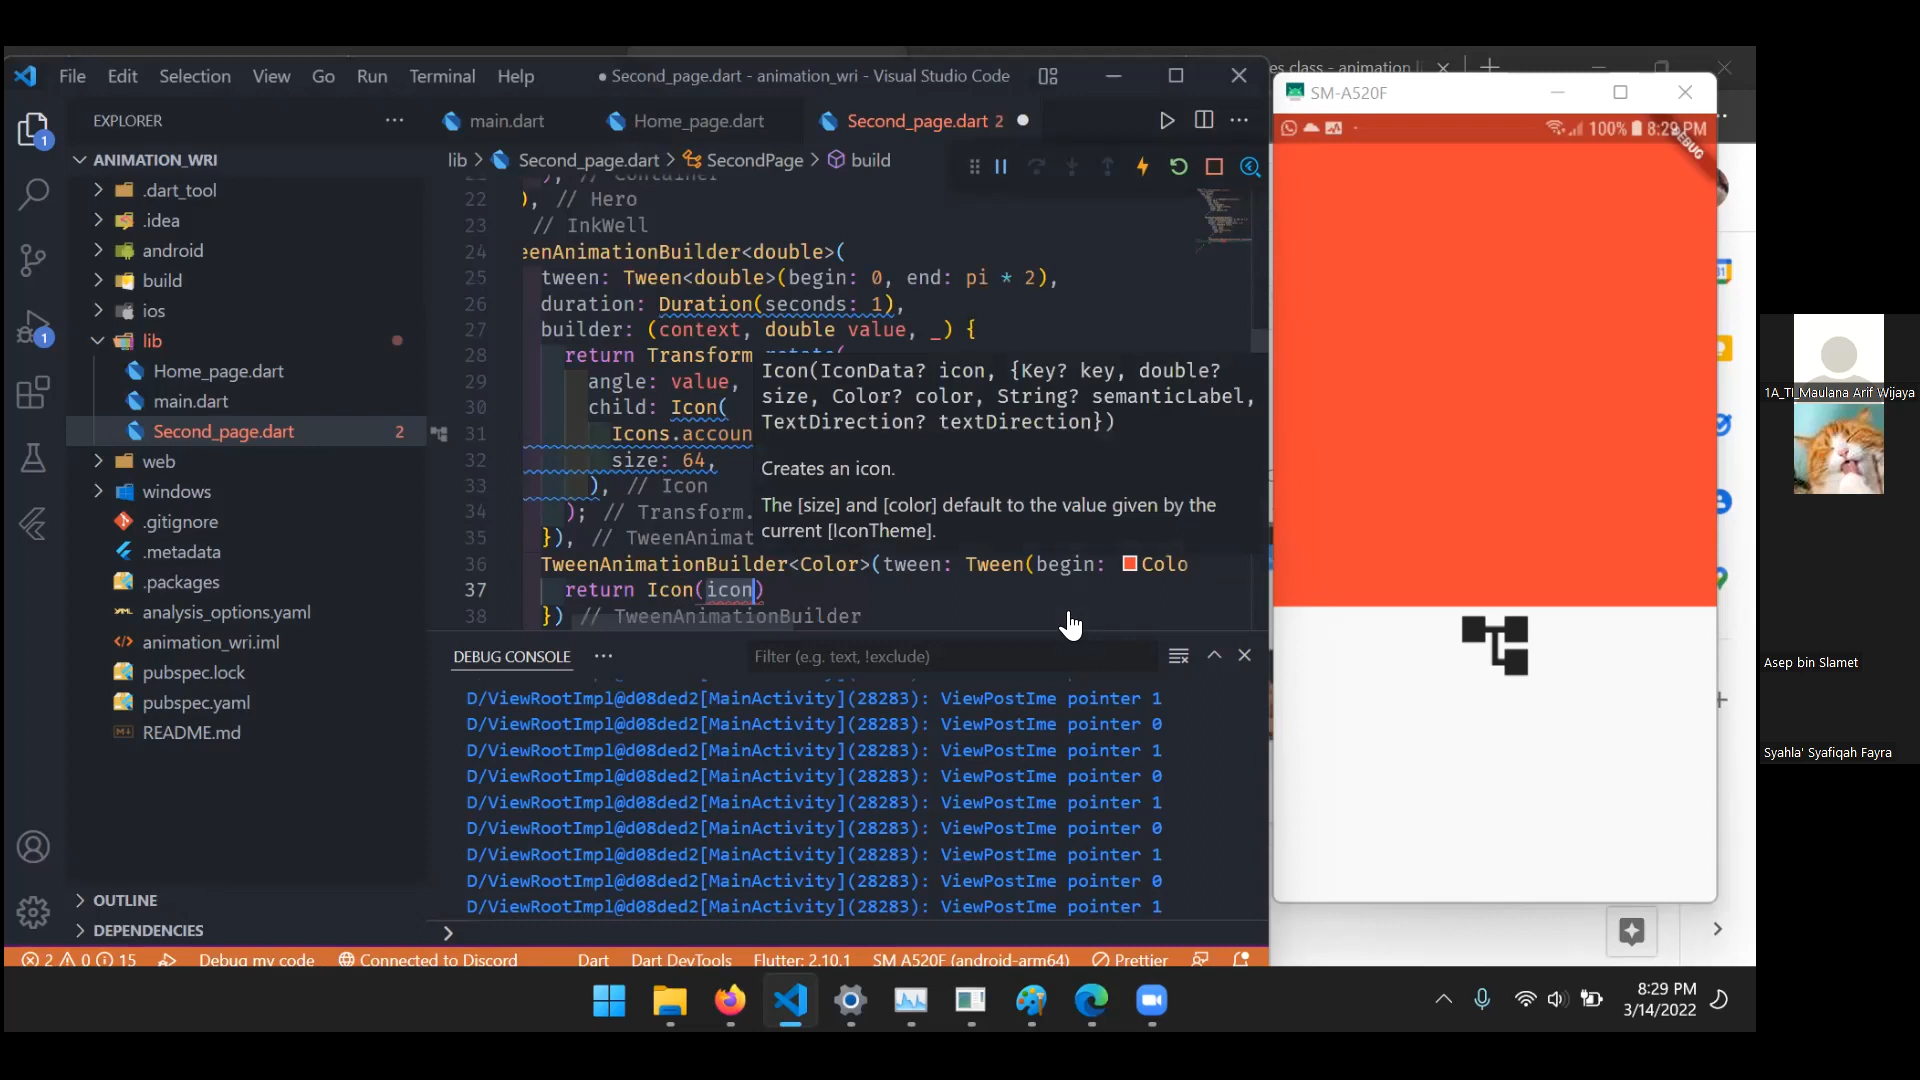 File Edit Selection View Go Run Terminal Help
● Second_page.dart - animation_wri - Visual Studio Code
es class - animation
EXPLORER
main.dart
Home_page.dart
Second_page.dart 2
ANIMATION_WRI
lib > Second_page.dart > SecondPage > build
.dart_tool
.idea
android
build
ios
lib
Home_page.dart
main.dart
Second_page.dart 2
web
windows
.gitignore
.metadata
.packages
analysis_options.yaml
animation_wri.iml
pubspec.lock
pubspec.yaml
README.md
OUTLINE
DEPENDENCIES
1
1
), // Container
22 ), // Hero
23 // InkWell
24 eenAnimationBuilder<double>(
25 tween: Tween<double>(begin: 0, end: pi * 2),
26 duration: Duration(seconds: 1),
27 builder: (context, double value, _) {
28 return Transform.rotate(
29 angle: value,
30 child: Icon(
31 Icons.accoun
32 size: 64,
33 ), // Icon
34 ); // Transform.
35 }), // TweenAnimat
36 TweenAnimationBuilder<Color>(tween: Tween(begin: Colo
37 return Icon(icon)
38 }) // TweenAnimationBuilder
Icon(IconData? icon, {Key? key, double?
size, Color? color, String? semanticLabel,
TextDirection? textDirection})
Creates an icon.
The [size] and [color] default to the value given by the
current [IconTheme].
DEBUG CONSOLE
Filter (e.g. text, !exclude)
D/ViewRootImpl@d08ded2[MainActivity](28283): ViewPostIme pointer 1
D/ViewRootImpl@d08ded2[MainActivity](28283): ViewPostIme pointer 0
D/ViewRootImpl@d08ded2[MainActivity](28283): ViewPostIme pointer 1
D/ViewRootImpl@d08ded2[MainActivity](28283): ViewPostIme pointer 0
D/ViewRootImpl@d08ded2[MainActivity](28283): ViewPostIme pointer 1
D/ViewRootImpl@d08ded2[MainActivity](28283): ViewPostIme pointer 0
D/ViewRootImpl@d08ded2[MainActivity](28283): ViewPostIme pointer 1
D/ViewRootImpl@d08ded2[MainActivity](28283): ViewPostIme pointer 0
D/ViewRootImpl@d08ded2[MainActivity](28283): ViewPostIme pointer 1
2 0 15 Debug my code Connected to Discord Dart Dart DevTools Flutter: 2.10.1 SM A520F (android-arm64) Prettier
SM-A520F
100% 8:29 PM
DEBUG
1A_TI_Maulana Arif Wijaya
Asep bin Slamet
Syahla' Syafiqah Fayra
8:29 PM
3/14/2022